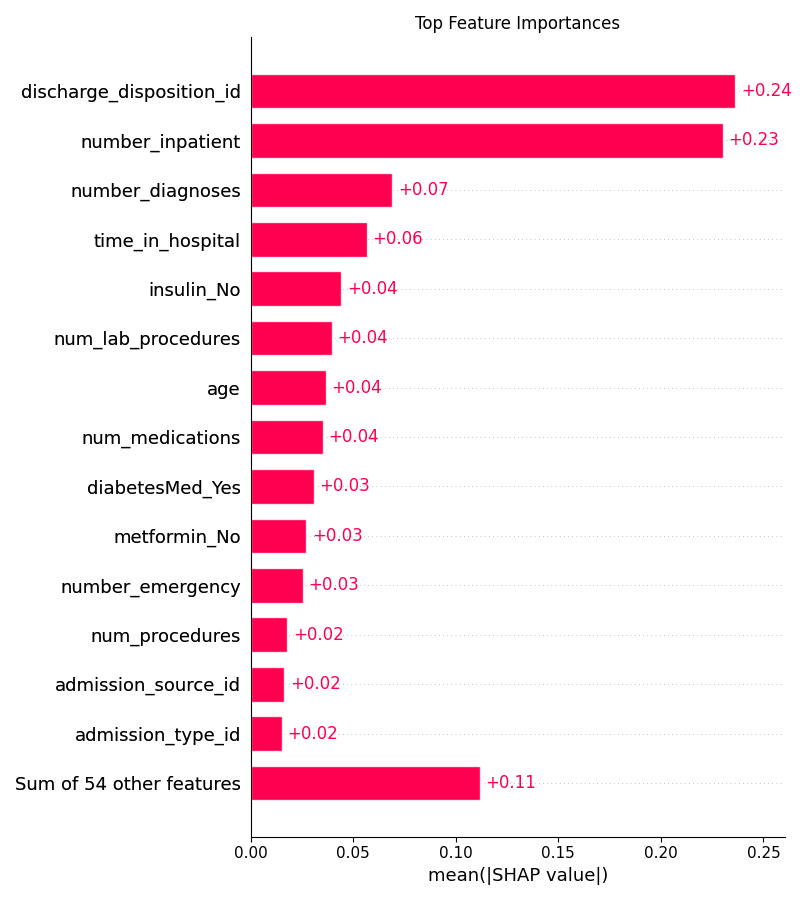 Top Feature Importances
discharge_disposition_id +0.24
number_inpatient +0.23
number_diagnoses +0.07
time_in_hospital +0.06
insulin_No +0.04
num_lab_procedures +0.04
age +0.04
num_medications +0.04
diabetesMed_Yes +0.03
metformin_No +0.03
number_emergency +0.03
num_procedures +0.02
admission_source_id +0.02
admission_type_id +0.02
Sum of 54 other features +0.11
0.00 0.05 0.10 0.15 0.20 0.25
mean(|SHAP value|)